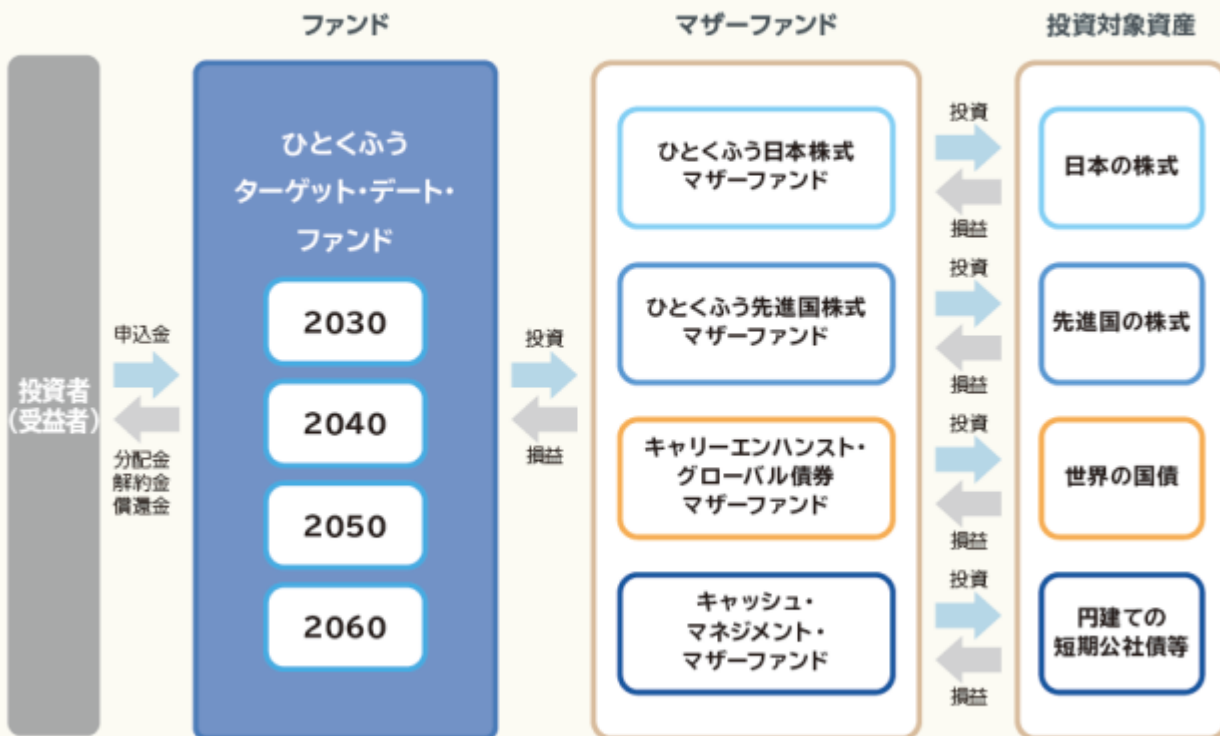 ファンド
マザーファンド
投資対象資産
投資者
(受益者)
申込金
分配金
解約金
償還金
ひとくふう
ターゲット・デート・
ファンド
2030
2040
2050
2060
投資
損益
ひとくふう日本株式
マザーファンド
投資
損益
日本の株式
ひとくふう先進国株式
マザーファンド
投資
損益
先進国の株式
キャリーエンハンスト・
グローバル債券
マザーファンド
投資
損益
世界の国債
キャッシュ・
マネジメント・
マザーファンド
投資
損益
円建ての
短期公社債等